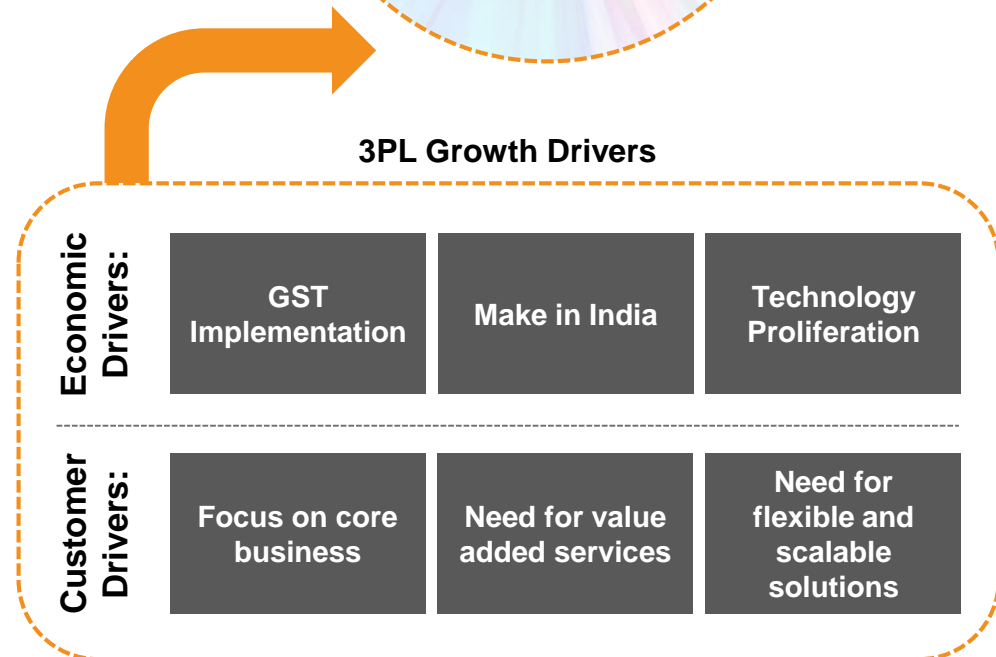 3PL Growth Drivers
Economic
Drivers:
GST
Implementation
Make in India
Technology
Proliferation
Customer
Drivers:
Focus on core
business
Need for value
added services
Need for
flexible and
scalable
solutions